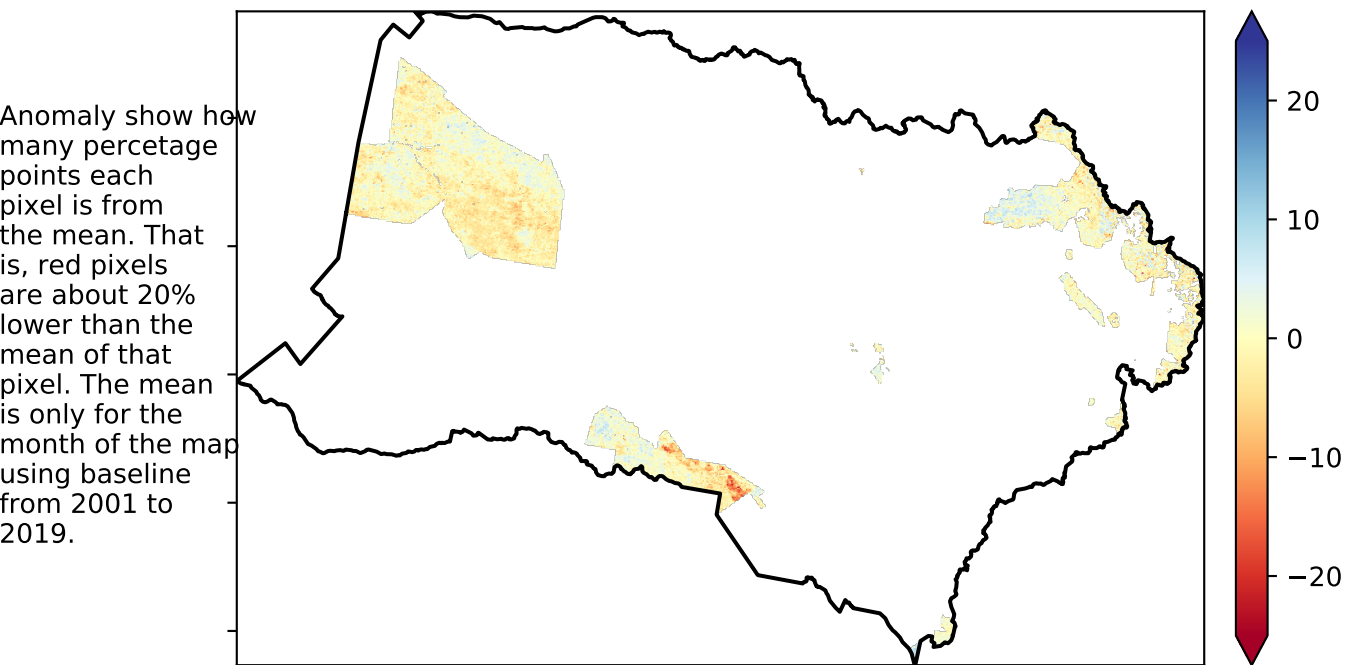 Anomaly show how
many percetage
points each
pixel is from
the mean. That
is, red pixels
are about 20%
lower than the
mean of that
pixel. The mean
is only for the
month of the map
using baseline
from 2001 to
2019.
20
10
0
−10
−20